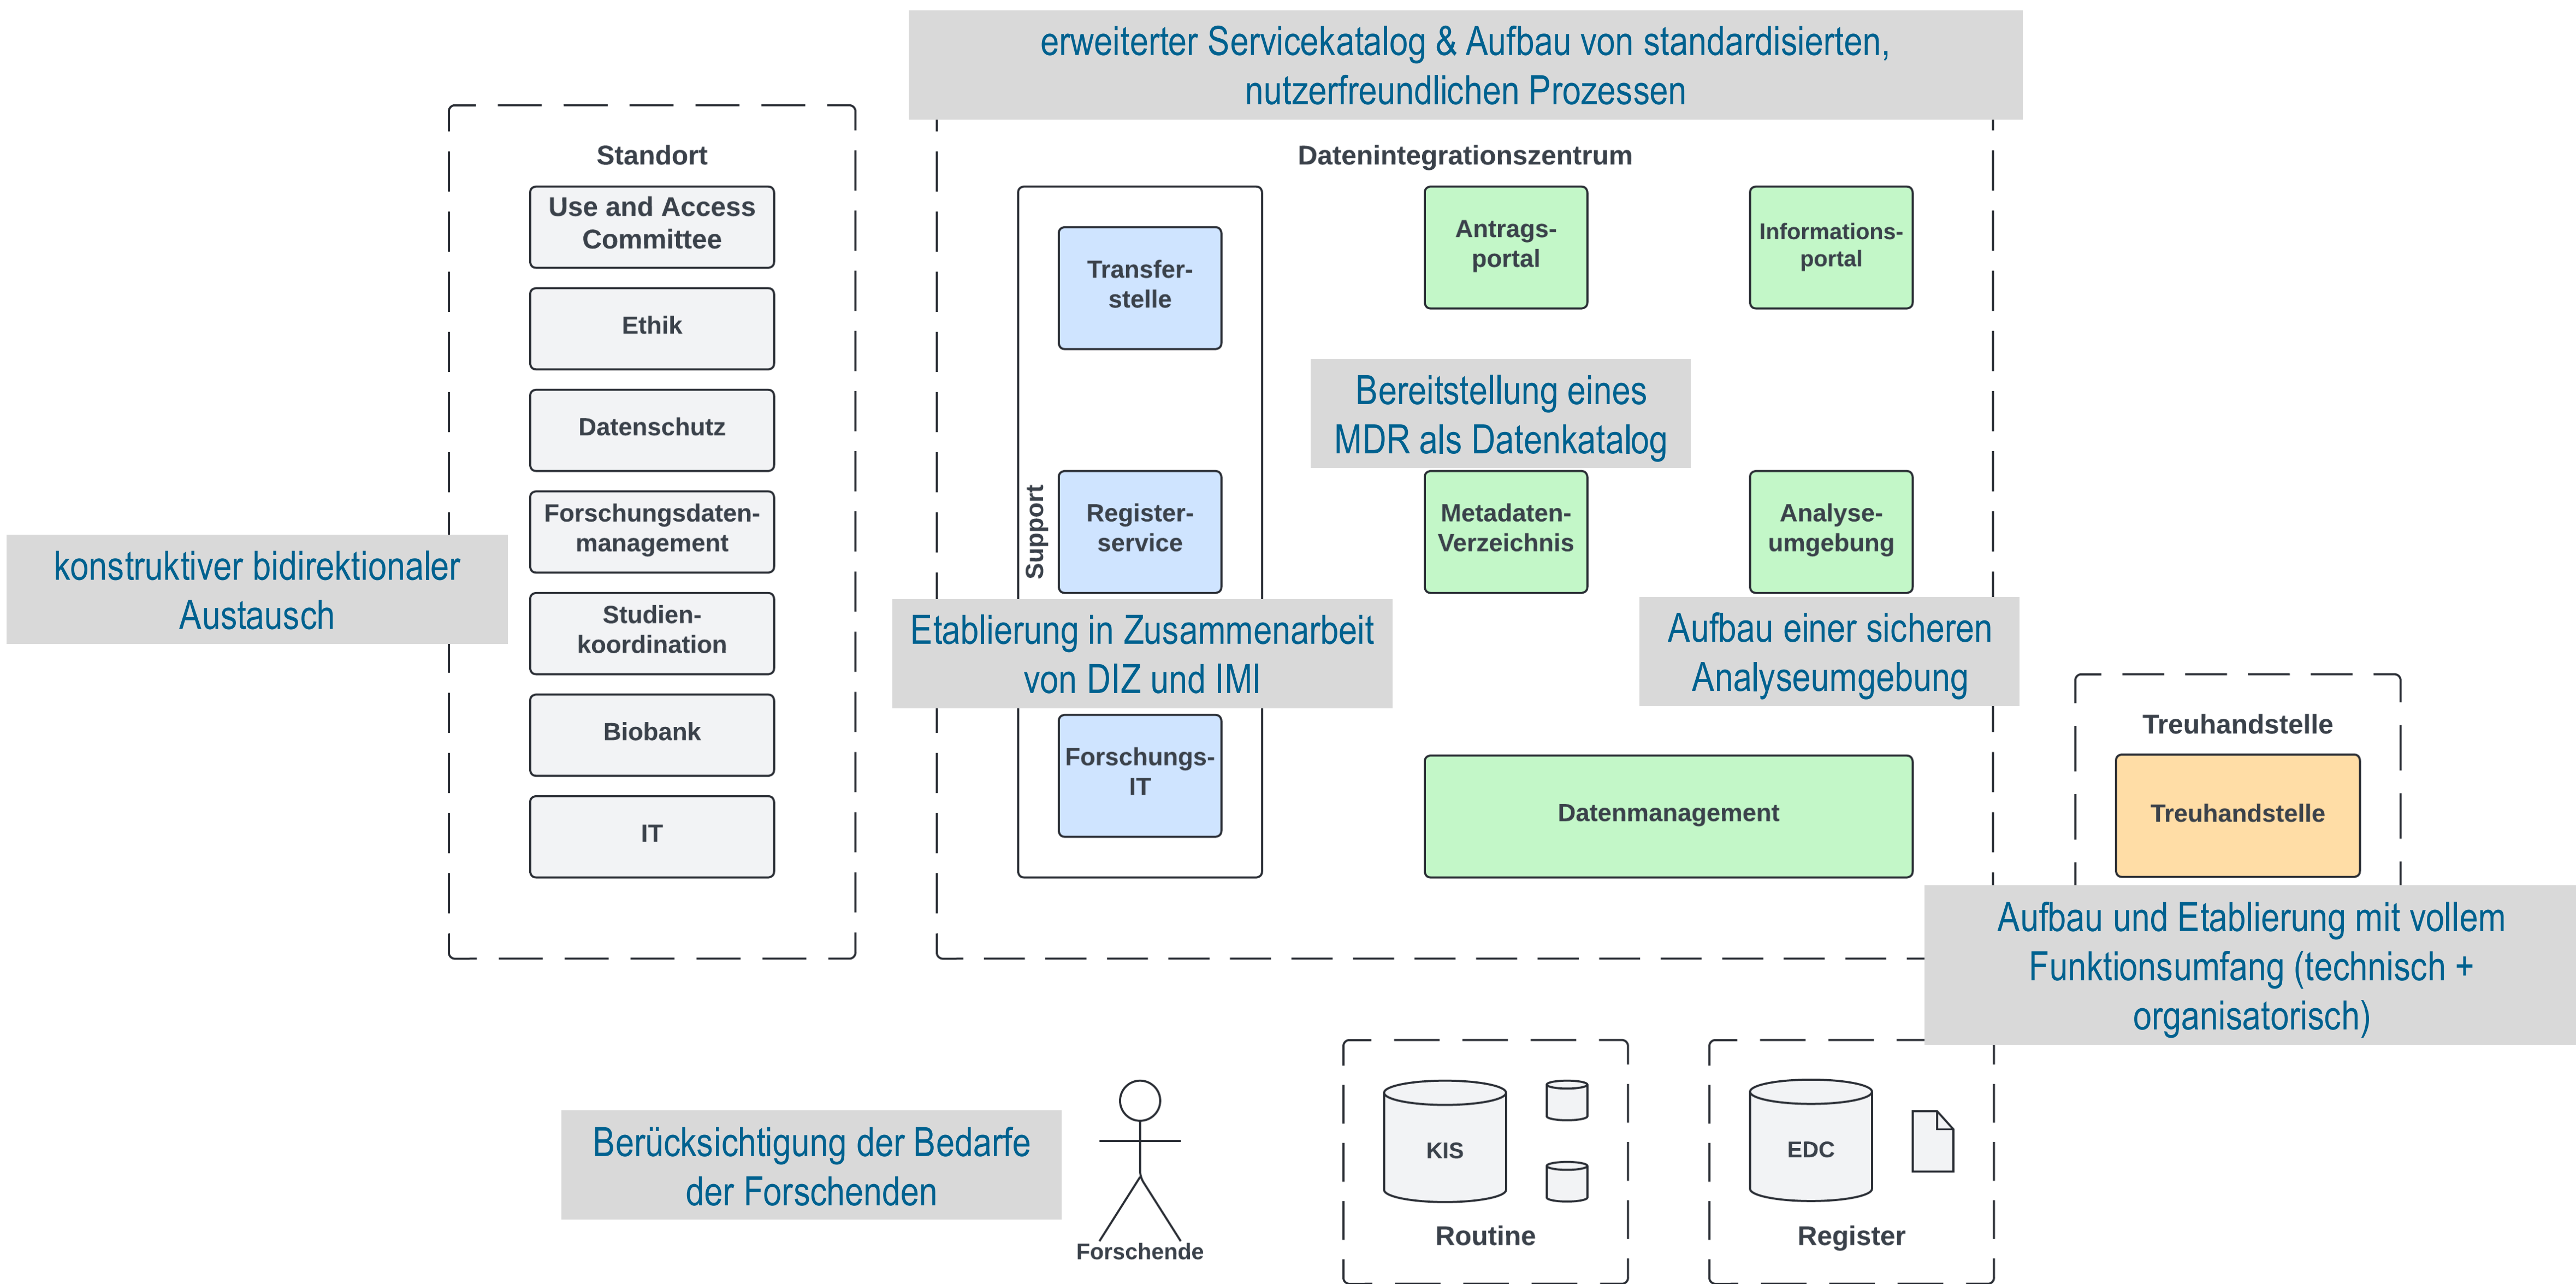 erweiterter Servicekatalog & Aufbau von standardisierten,
nutzerfreundlichen Prozessen
Standort
Use and Access
Committee
Ethik
Datenschutz
Forschungsdaten-
management
Studien-
koordination
Biobank
IT
konstruktiver bidirektionaler
Austausch
Datenintegrationszentrum
Support
Transfer-
stelle
Register-
service
Etablierung in Zusammenarbeit
von DIZ und IMI
Forschungs-
IT
Antrags-
portal
Informations-
portal
Bereitstellung eines
MDR als Datenkatalog
Metadaten-
Verzeichnis
Analyse-
umgebung
Aufbau einer sicheren
Analyseumgebung
Datenmanagement
Treuhandstelle
Treuhandstelle
Aufbau und Etablierung mit vollem
Funktionsumfang (technisch +
organisatorisch)
Berücksichtigung der Bedarfe
der Forschenden
Forschende
KIS
Routine
EDC
Register